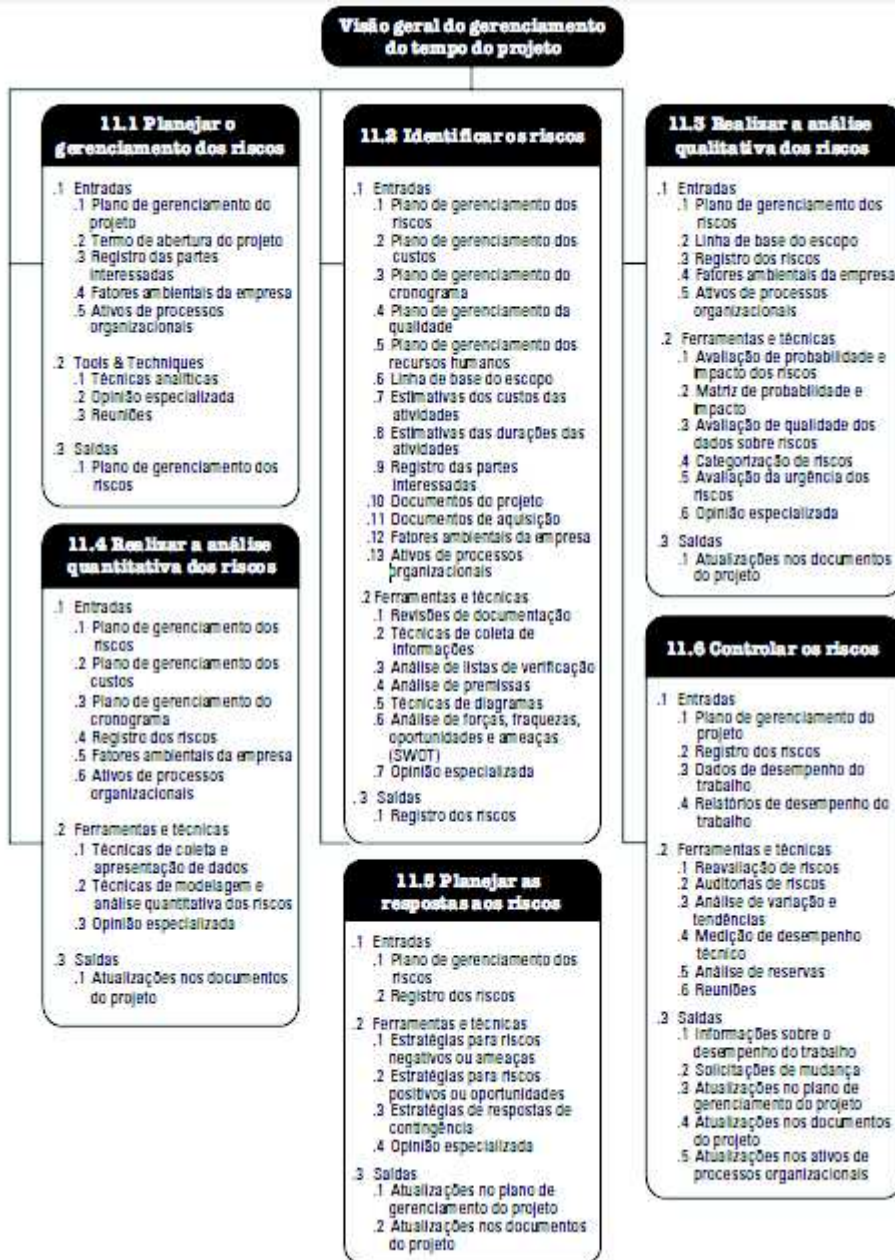 Visão geral do gerenciamento
do tempo do projeto
11.1 Planejar o
gerenciamento dos riscos
.1 Entradas
.1 Plano de gerenciamento do
projeto
.2 Termo de abertura do projeto
.3 Registro das partes
interessadas
.4 Fatores ambientais da empresa
.5 Ativos de processos
organizacionais
.2 Tools & Techniques
.1 Técnicas analíticas
.2 Opinião especializada
.3 Reuniões
.3 Saídas
.1 Plano de gerenciamento dos
riscos
11.2 Identificar os riscos
.1 Entradas
.1 Plano de gerenciamento dos
riscos
.2 Plano de gerenciamento dos
custos
.3 Plano de gerenciamento do
cronograma
.4 Plano de gerenciamento da
qualidade
.5 Plano de gerenciamento dos
recursos humanos
.6 Linha de base do escopo
.7 Estimativas dos custos das
atividades
.8 Estimativas das durações das
atividades
.9 Registro das partes
interessadas
.10 Documentos do projeto
.11 Documentos de aquisição
.12 Fatores ambientais da empresa
.13 Ativos de processos
organizacionais
.2 Ferramentas e técnicas
.1 Revisões de documentação
.2 Técnicas de coleta de
informações
.3 Análise de listas de verificação
.4 Análise de premissas
.5 Técnicas de diagramas
.6 Análise de forças, fraquezas,
oportunidades e ameaças
(SWOT)
.7 Opinião especializada
.3 Saídas
.1 Registro dos riscos
11.3 Realizar a análise
qualitativa dos riscos
.1 Entradas
.1 Plano de gerenciamento dos
riscos
.2 Linha de base do escopo
.3 Registro dos riscos
.4 Fatores ambientais da empresa
.5 Ativos de processos
organizacionais
.2 Ferramentas e técnicas
.1 Avaliação de probabilidade e
impacto dos riscos
.2 Matriz de probabilidade e
impacto
.3 Avaliação de qualidade dos
dados sobre riscos
.4 Categorização de riscos
.5 Avaliação da urgência dos
riscos
.6 Opinião especializada
.3 Saídas
.1 Atualizações nos documentos
do projeto
11.4 Realizar a análise
quantitativa dos riscos
.1 Entradas
.1 Plano de gerenciamento dos
riscos
.2 Plano de gerenciamento dos
custos
.3 Plano de gerenciamento do
cronograma
.4 Registro dos riscos
.5 Fatores ambientais da empresa
.6 Ativos de processos
organizacionais
.2 Ferramentas e técnicas
.1 Técnicas de coleta e
apresentação de dados
.2 Técnicas de modelagem e
análise quantitativa dos riscos
.3 Opinião especializada
.3 Saídas
.1 Atualizações nos documentos
do projeto
11.5 Planejar as
respostas aos riscos
.1 Entradas
.1 Plano de gerenciamento dos
riscos
.2 Registro dos riscos
.2 Ferramentas e técnicas
.1 Estratégias para riscos
negativos ou ameaças
.2 Estratégias para riscos
positivos ou oportunidades
.3 Estratégias de respostas de
contingência
.4 Opinião especializada
.3 Saídas
.1 Atualizações no plano de
gerenciamento do projeto
.2 Atualizações nos documentos
do projeto
11.6 Controlar os riscos
.1 Entradas
.1 Plano de gerenciamento do
projeto
.2 Registro dos riscos
.3 Dados de desempenho do
trabalho
.4 Relatórios de desempenho do
trabalho
.2 Ferramentas e técnicas
.1 Reavaliação de riscos
.2 Auditorias de riscos
.3 Análise de variação e
tendências
.4 Medição de desempenho
técnico
.5 Análise de reservas
.6 Reuniões
.3 Saídas
.1 Informações sobre o
desempenho do trabalho
.2 Solicitações de mudança
.3 Atualizações no plano de
gerenciamento do projeto
.4 Atualizações nos documentos
do projeto
.5 Atualizações nos ativos de
processos organizacionais